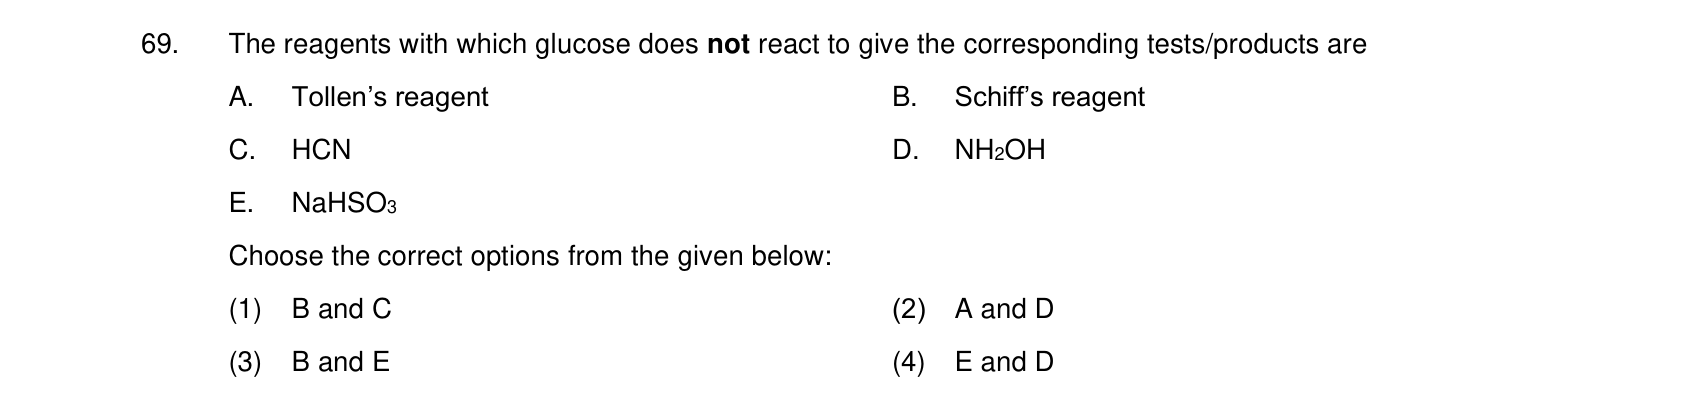 69. The reagents with which glucose does not react to give the corresponding tests/products are
A. Tollen's reagent B. Schiff's reagent
C. HCN D. NH₂OH
E. NaHSO₃
Choose the correct options from the given below:
(1) B and C (2) A and D
(3) B and E (4) E and D